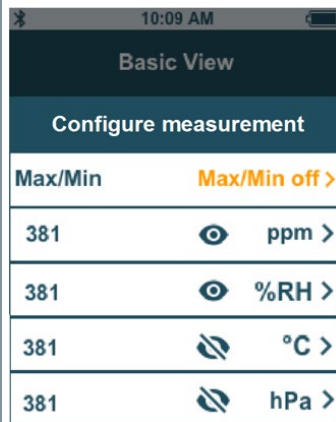 10:09 AM
Basic View
Configure measurement
Max/Min Max/Min off >
381 ppm >
381 %RH >
381 °C >
381 hPa >